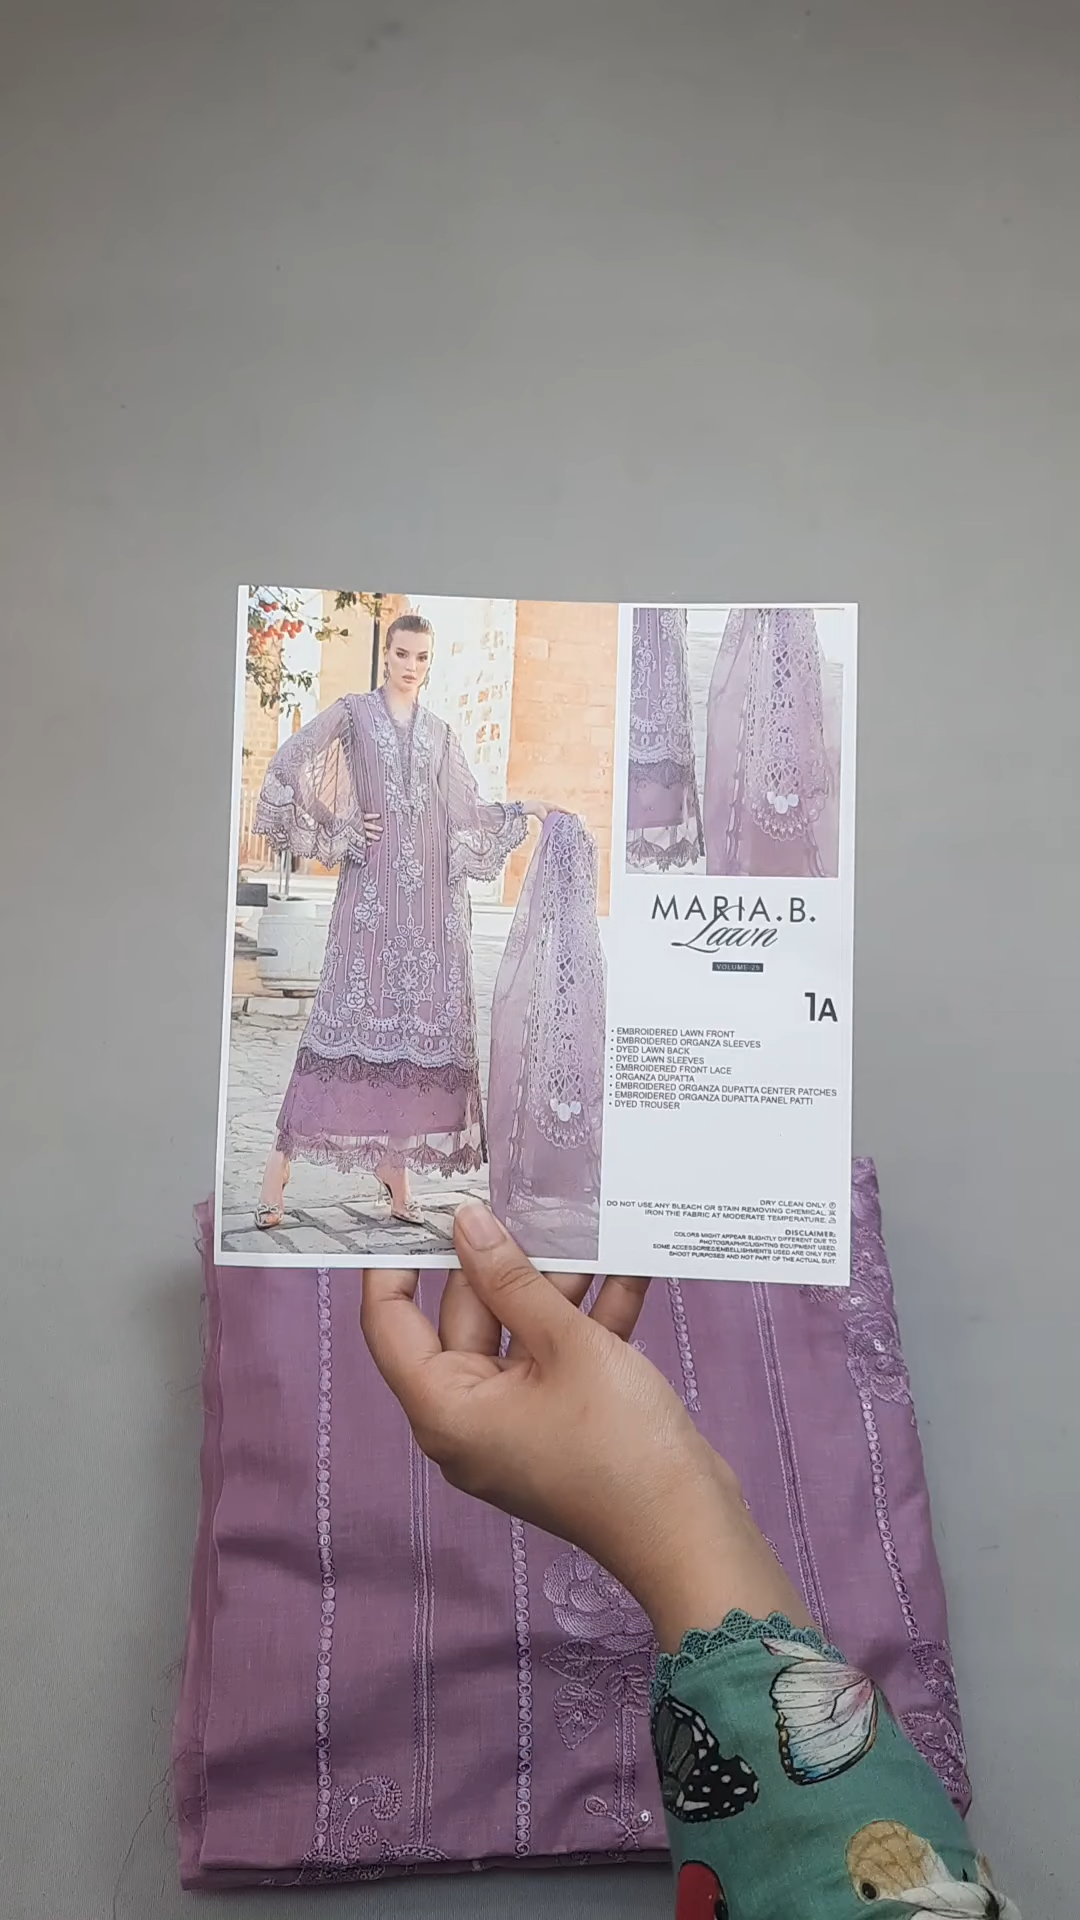 MARIA.B.
Lawn
VOLUME-25
1A
• EMBROIDERED LAWN FRONT
• EMBROIDERED ORGANZA SLEEVES
• DYED LAWN BACK
• DYED LAWN SLEEVES
• EMBROIDERED FRONT LACE
• ORGANZA DUPATTA
• EMBROIDERED ORGANZA DUPATTA CENTER PATCHES
• EMBROIDERED ORGANZA DUPATTA PANEL PATTI
• DYED TROUSER
DRY CLEAN ONLY.
DO NOT USE ANY BLEACH OR STAIN REMOVING CHEMICAL.
IRON THE FABRIC AT MODERATE TEMPERATURE.
DISCLAIMER:
COLORS MIGHT APPEAR SLIGHTLY DIFFERENT DUE TO
PHOTOGRAPHIC/LIGHTING EQUIPMENT USED.
SOME ACCESSORIES/EMBELLISHMENTS USED ARE ONLY FOR
SHOOT PURPOSES AND NOT PART OF THE ACTUAL SUIT.